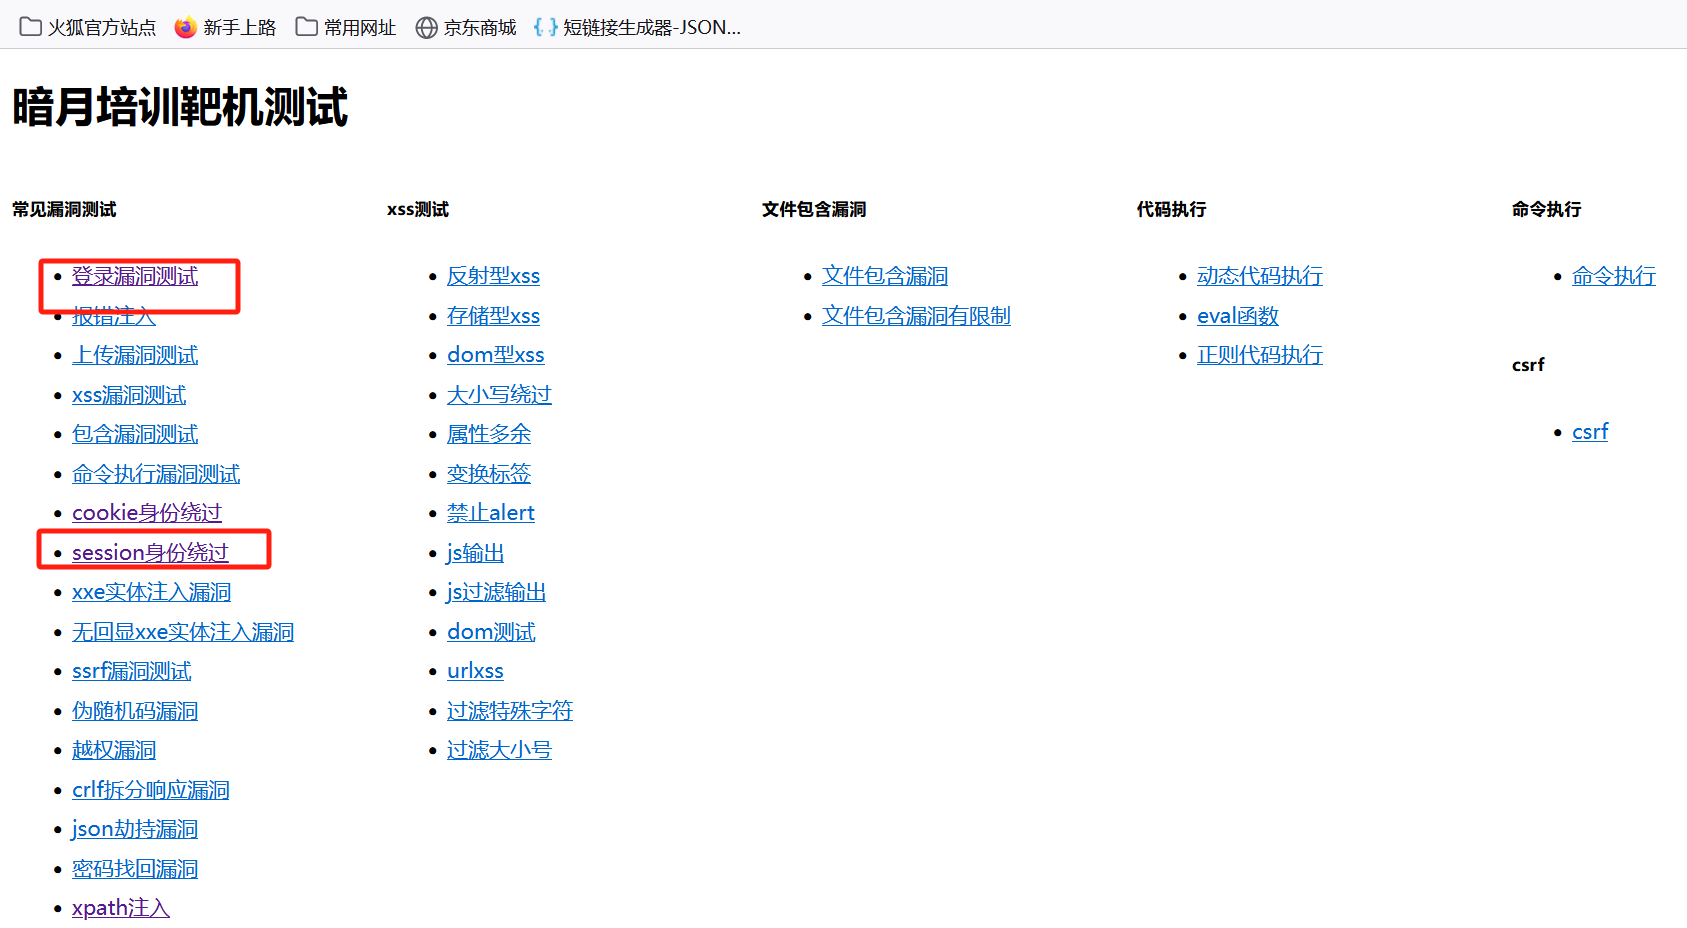 火狐官方站点 新手上路 常用网址 京东商城 短链接生成器-JSON...
暗月培训靶机测试
常见漏洞测试
登录漏洞测试
报错注入
上传漏洞测试
xss漏洞测试
包含漏洞测试
命令执行漏洞测试
cookie身份绕过
session身份绕过
xxe实体注入漏洞
无回显xxe实体注入漏洞
ssrf漏洞测试
伪随机码漏洞
越权漏洞
crlf拆分响应漏洞
json劫持漏洞
密码找回漏洞
xpath注入
xss测试
反射型xss
存储型xss
dom型xss
大小写绕过
属性多余
变换标签
禁止alert
js输出
js过滤输出
dom测试
urlxss
过滤特殊字符
过滤大小号
文件包含漏洞
文件包含漏洞
文件包含漏洞有限制
代码执行
动态代码执行
eval函数
正则代码执行
命令执行
命令执行
csrf
csrf